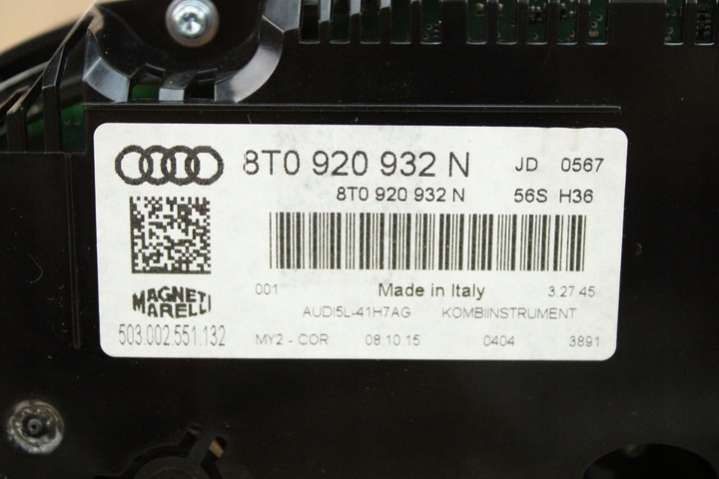 8T0 920 932 N JD 0567
8T0 920 932 N 56S H36
001 Made in Italy 3.27.45
MAGNETI
MARELLI
AUDI5L-41H7AG KOMBIINSTRUMENT
503.002.551.132
MY2 - COR 08.10.15 0404 3891